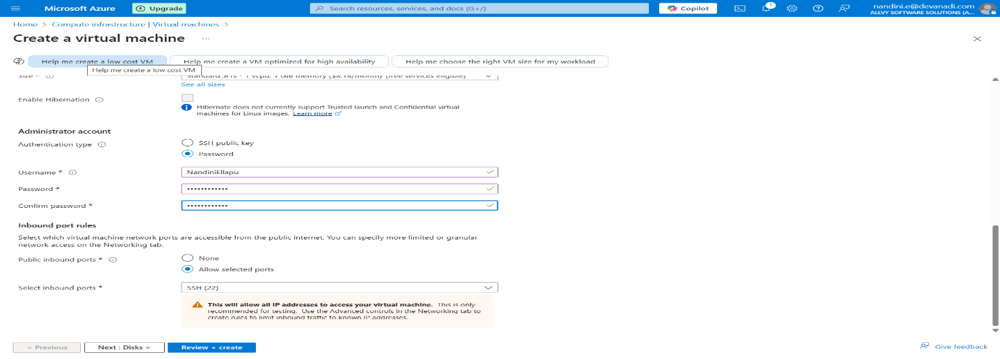 Microsoft Azure
Upgrade
Search resources, services, and docs (G+/)
Copilot
1
nandini.e@devanadi.com
ALLVY SOFTWARE SOLUTIONS (A...
Home > Compute infrastructure | Virtual machines >
Create a virtual machine ...
Help me create a low cost VM
Help me create a VM optimized for high availability
Help me choose the right VM size for my workload
Help me create a low cost VM
Size *
Standard_B1s - 1 vcpu, 1 GiB memory ($8.18/month) (free services eligible)
See all sizes
Enable Hibernation
Hibernate does not currently support Trusted launch and Confidential virtual
machines for Linux images. Learn more
Administrator account
Authentication type
SSH public key
Password
Username *
NandiniEllapu
Password *
••••••••••••
Confirm password *
••••••••••••
Inbound port rules
Select which virtual machine network ports are accessible from the public internet. You can specify more limited or granular
network access on the Networking tab.
Public inbound ports *
None
Allow selected ports
Select inbound ports *
SSH (22)
This will allow all IP addresses to access your virtual machine. This is only
recommended for testing. Use the Advanced controls in the Networking tab to
create rules to limit inbound traffic to known IP addresses.
< Previous
Next : Disks >
Review + create
Give feedback